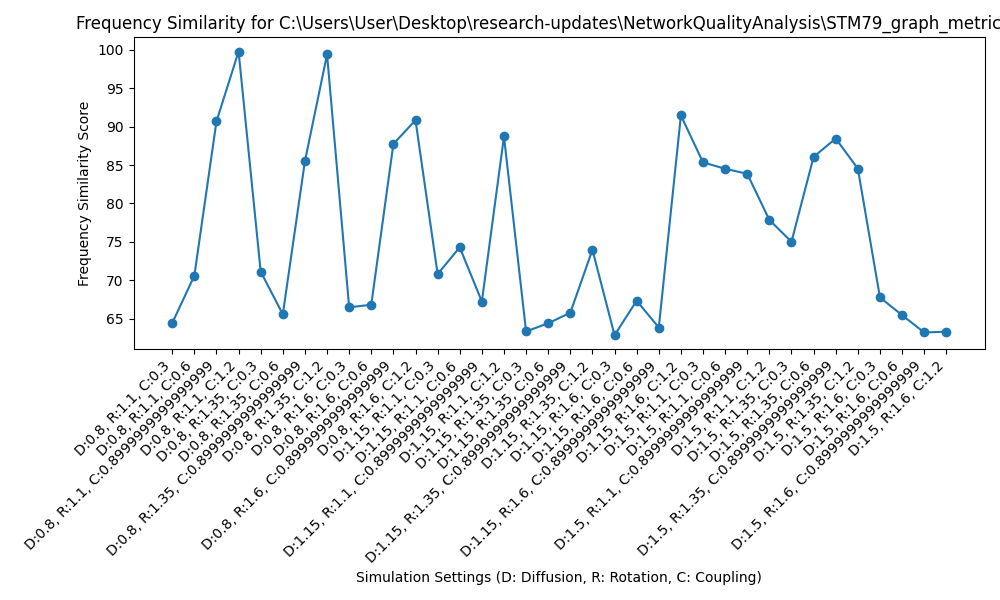 Frequency Similarity for C:\Users\User\Desktop\research-updates\NetworkQualityAnalysis\STM79_graph_metric
Frequency Similarity Score
100
95
90
85
80
75
70
65
D:0.8, R:1.1, C:0.3
D:0.8, R:1.1, C:0.6
D:0.8, R:1.1, C:0.8999999999999999
D:0.8, R:1.1, C:1.2
D:0.8, R:1.35, C:0.3
D:0.8, R:1.35, C:0.6
D:0.8, R:1.35, C:0.8999999999999999
D:0.8, R:1.35, C:1.2
D:0.8, R:1.6, C:0.3
D:0.8, R:1.6, C:0.6
D:0.8, R:1.6, C:0.8999999999999999
D:0.8, R:1.6, C:1.2
D:1.15, R:1.1, C:0.3
D:1.15, R:1.1, C:0.6
D:1.15, R:1.1, C:0.8999999999999999
D:1.15, R:1.1, C:1.2
D:1.15, R:1.35, C:0.3
D:1.15, R:1.35, C:0.6
D:1.15, R:1.35, C:0.8999999999999999
D:1.15, R:1.35, C:1.2
D:1.15, R:1.6, C:0.3
D:1.15, R:1.6, C:0.6
D:1.15, R:1.6, C:0.8999999999999999
D:1.15, R:1.6, C:1.2
D:1.5, R:1.1, C:0.3
D:1.5, R:1.1, C:0.6
D:1.5, R:1.1, C:0.8999999999999999
D:1.5, R:1.1, C:1.2
D:1.5, R:1.35, C:0.3
D:1.5, R:1.35, C:0.6
D:1.5, R:1.35, C:0.8999999999999999
D:1.5, R:1.35, C:1.2
D:1.5, R:1.6, C:0.3
D:1.5, R:1.6, C:0.6
D:1.5, R:1.6, C:0.8999999999999999
D:1.5, R:1.6, C:1.2
Simulation Settings (D: Diffusion, R: Rotation, C: Coupling)